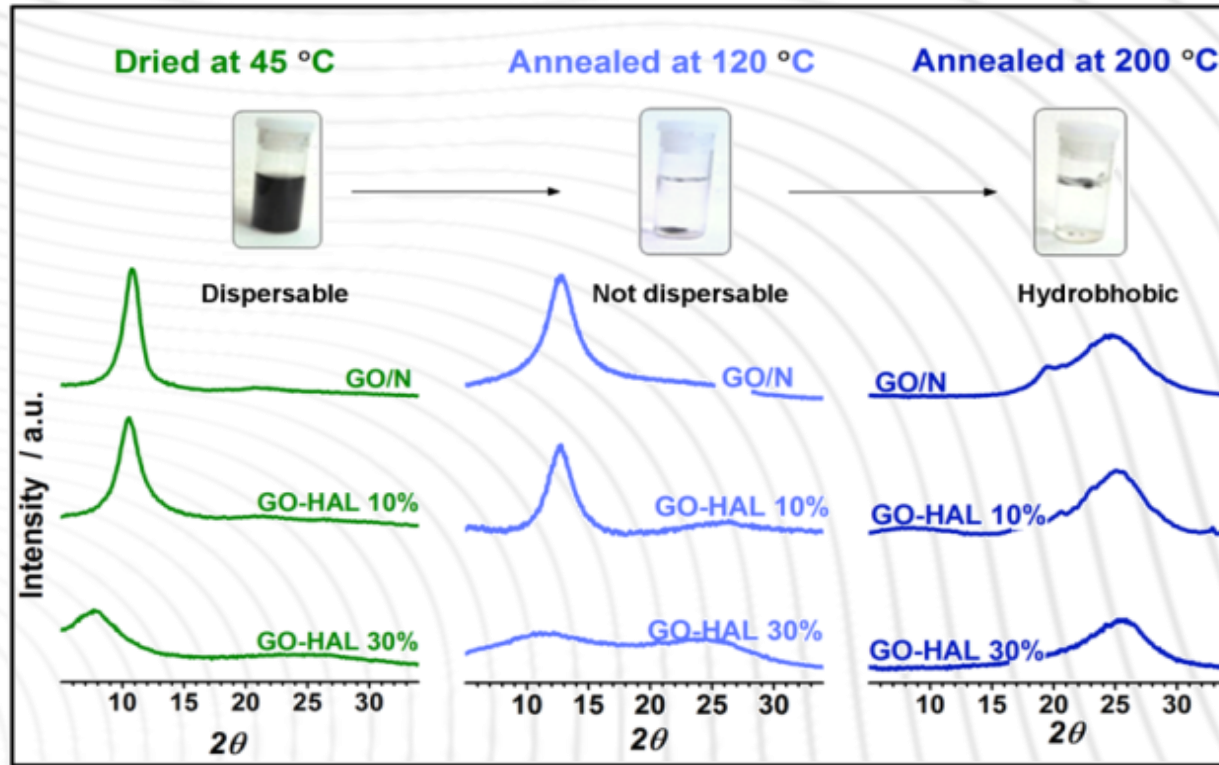 Dried at 45 °C
Annealed at 120 °C
Annealed at 200 °C
Dispersable
Not dispersable
Hydrobhobic
Intensity / a.u.
GO/N
GO/N
GO/N
GO-HAL 10%
GO-HAL 10%
GO-HAL 10%
GO-HAL 30%
GO-HAL 30%
GO-HAL 30%
10 15 20 25 30
10 15 20 25 30
10 15 20 25 30
2θ
2θ
2θ